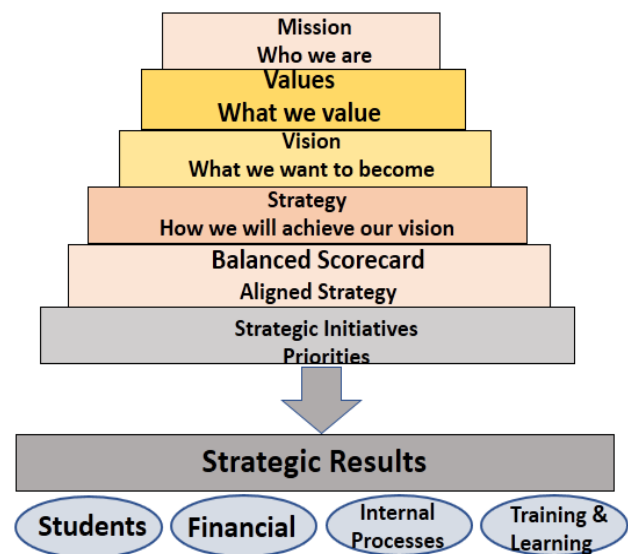 Mission
Who we are
Values
What we value
Vision
What we want to become
Strategy
How we will achieve our vision
Balanced Scorecard
Aligned Strategy
Strategic Initiatives
Priorities
Strategic Results
Students
Financial
Internal
Processes
Training &
Learning